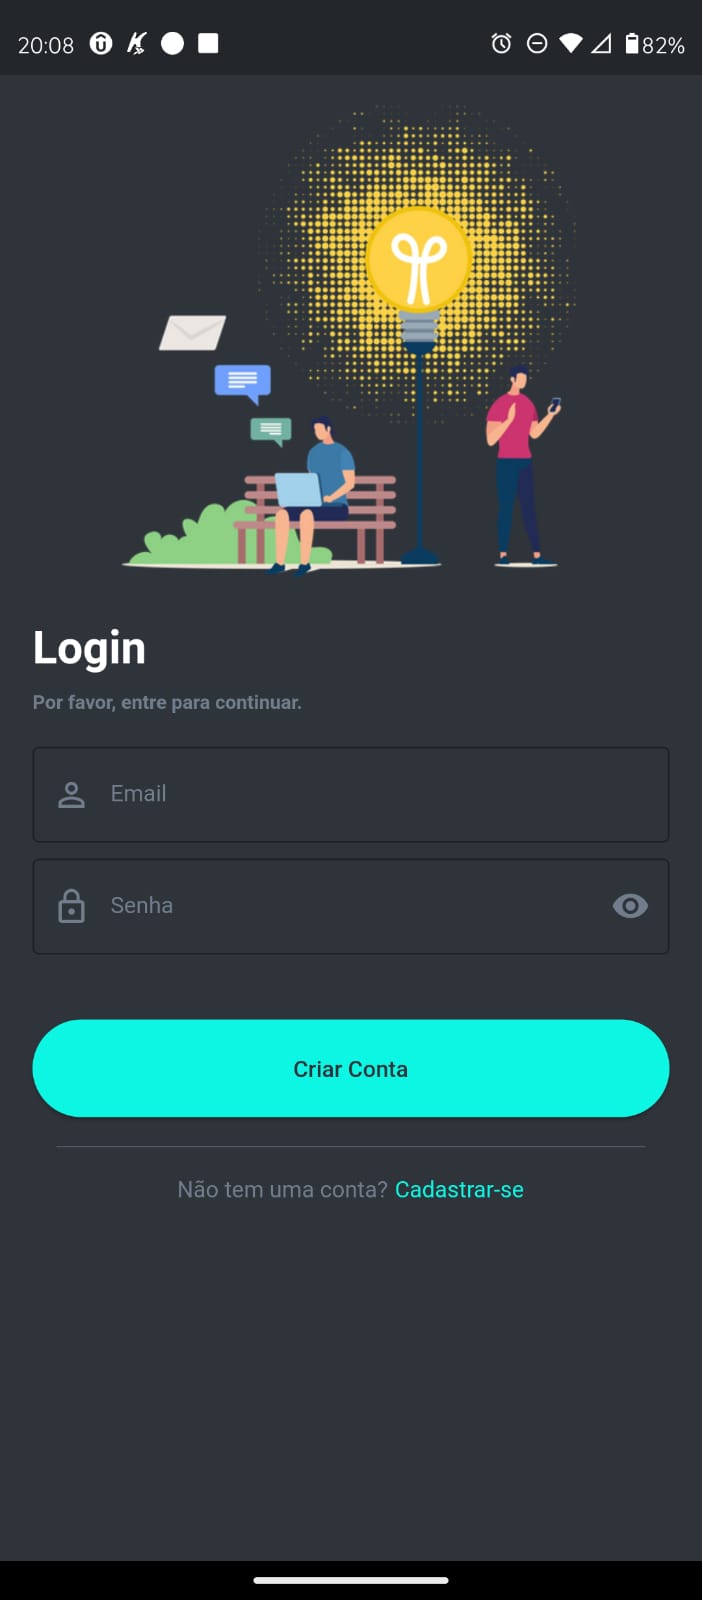 20:08 82%
Login
Por favor, entre para continuar.
Email
Senha
Criar Conta
Não tem uma conta? Cadastrar-se